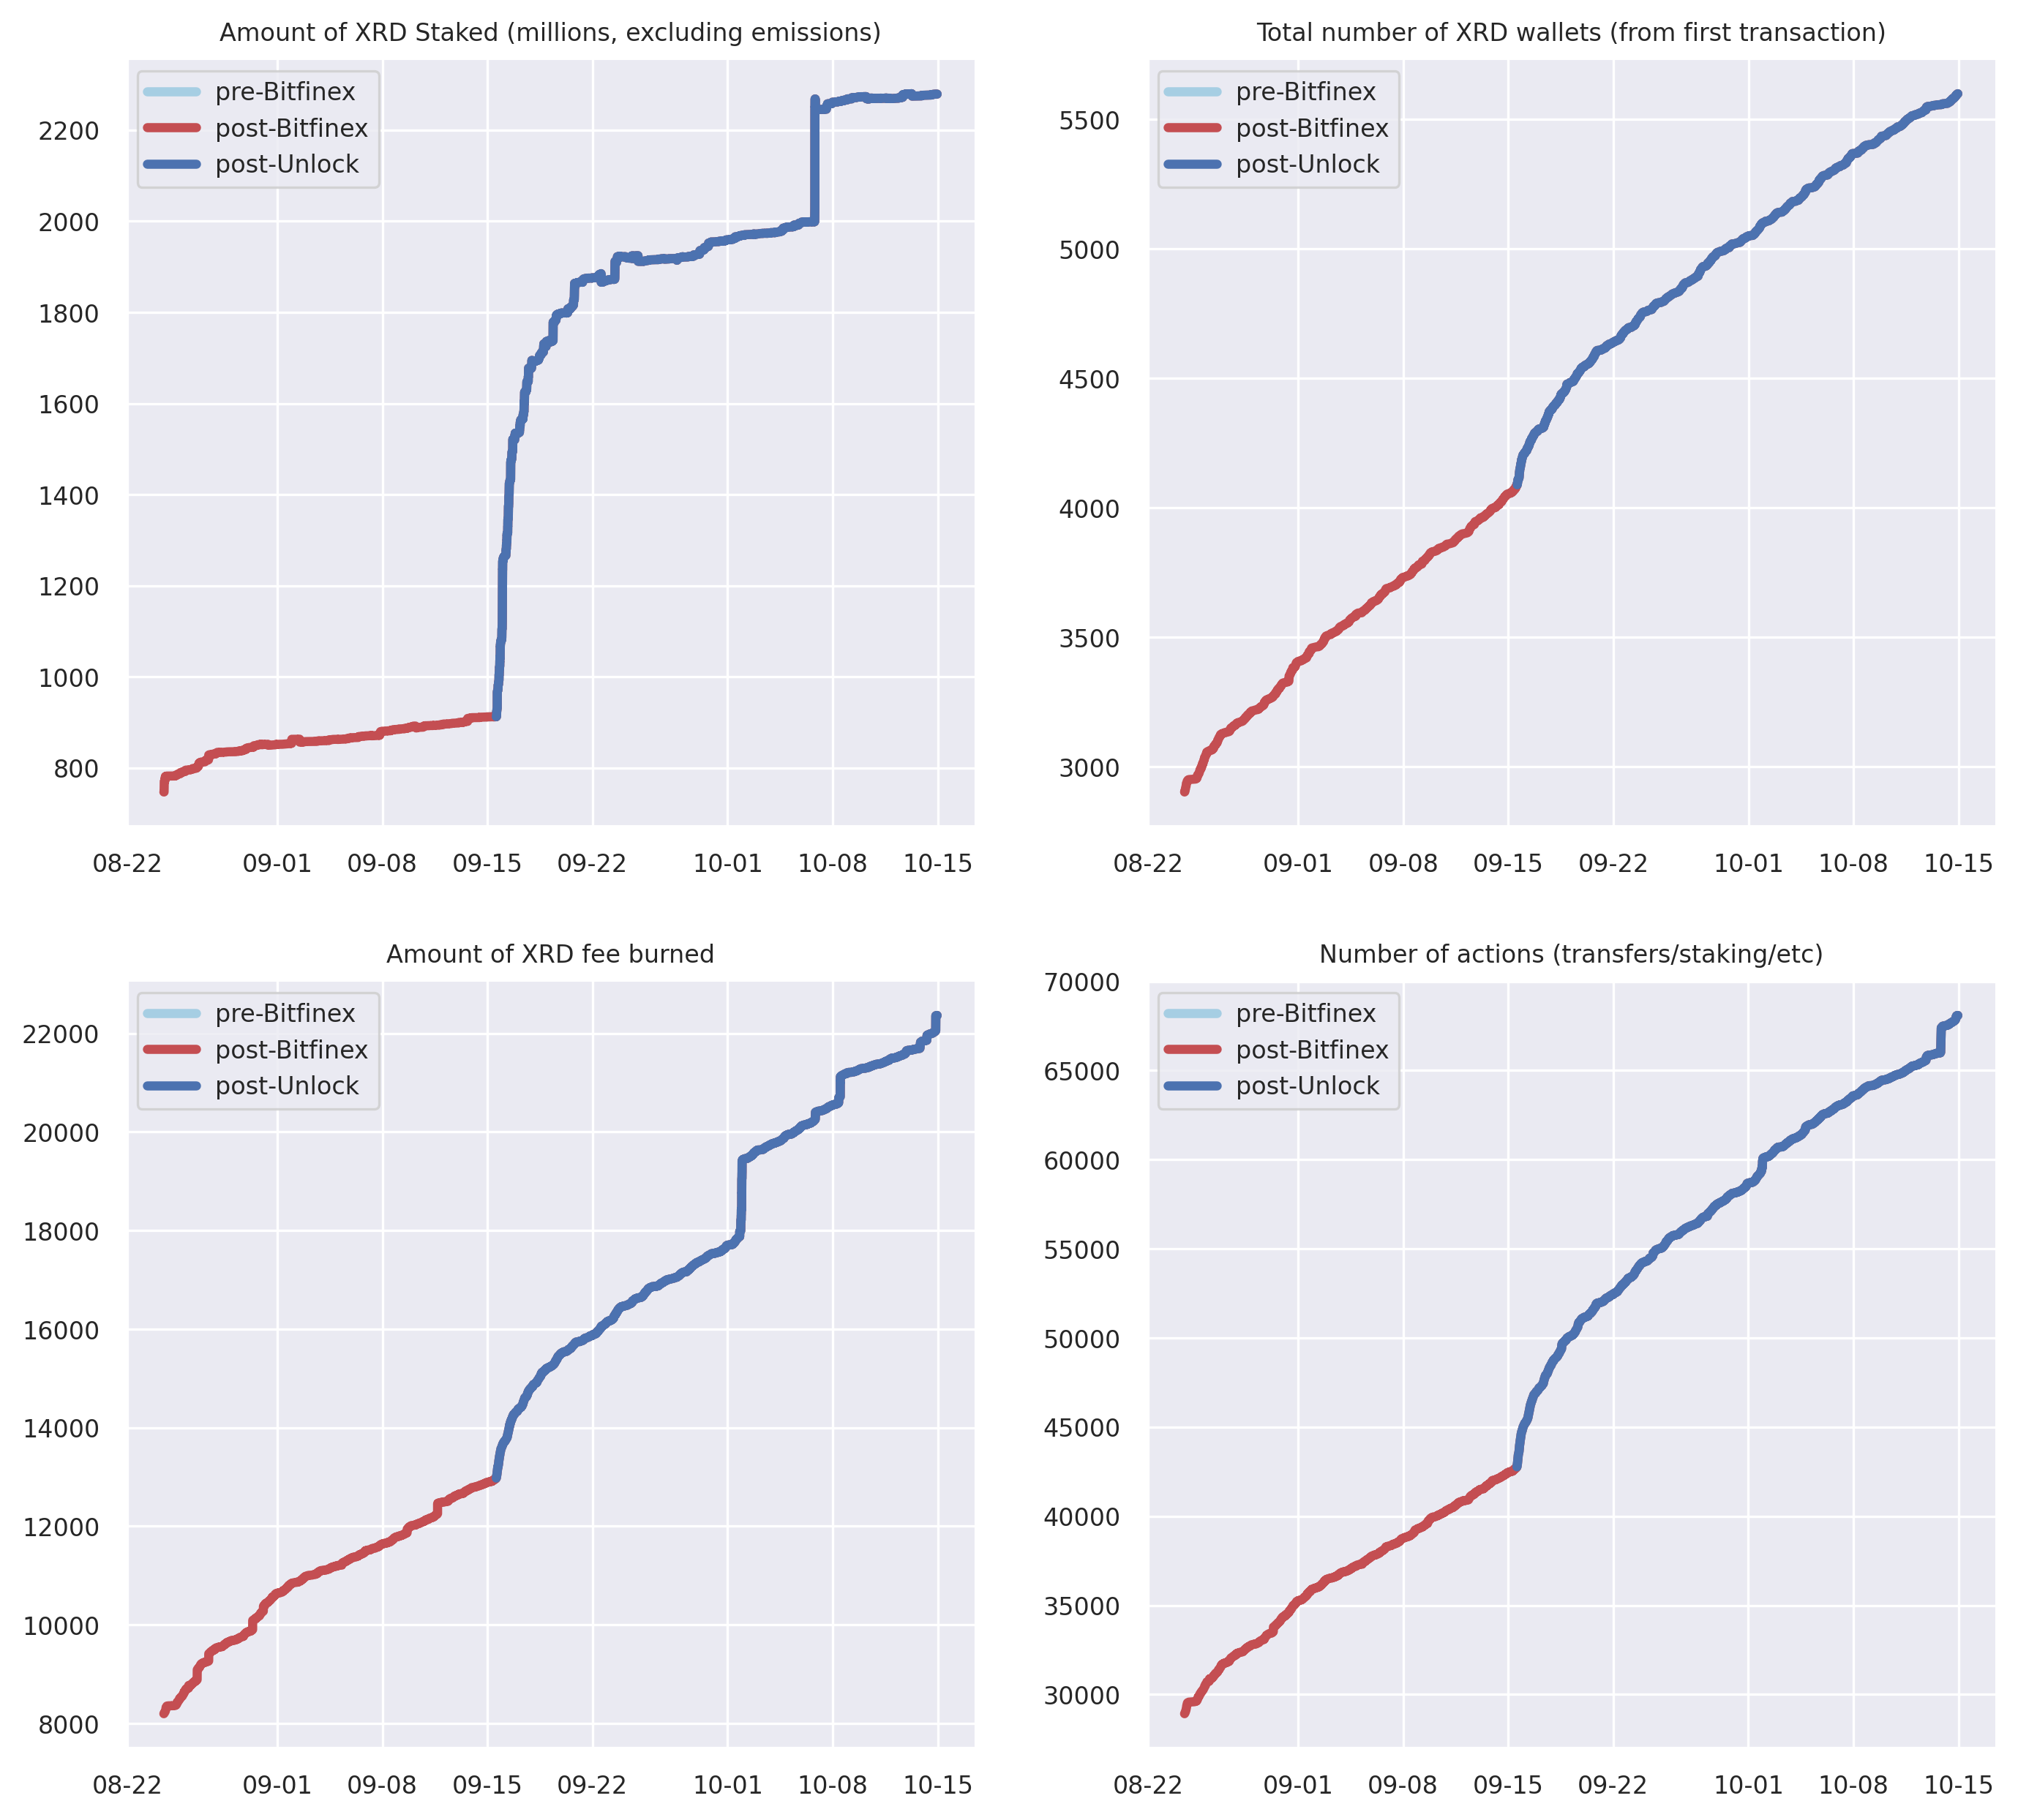 Amount of XRD Staked (millions, excluding emissions)
pre-Bitfinex
post-Bitfinex
post-Unlock
2200
2000
1800
1600
1400
1200
1000
800
08-22 09-01 09-08 09-15 09-22 10-01 10-08 10-15
Total number of XRD wallets (from first transaction)
pre-Bitfinex
post-Bitfinex
post-Unlock
5500
5000
4500
4000
3500
3000
08-22 09-01 09-08 09-15 09-22 10-01 10-08 10-15
Amount of XRD fee burned
pre-Bitfinex
post-Bitfinex
post-Unlock
22000
20000
18000
16000
14000
12000
10000
8000
08-22 09-01 09-08 09-15 09-22 10-01 10-08 10-15
Number of actions (transfers/staking/etc)
pre-Bitfinex
post-Bitfinex
post-Unlock
70000
65000
60000
55000
50000
45000
40000
35000
30000
08-22 09-01 09-08 09-15 09-22 10-01 10-08 10-15